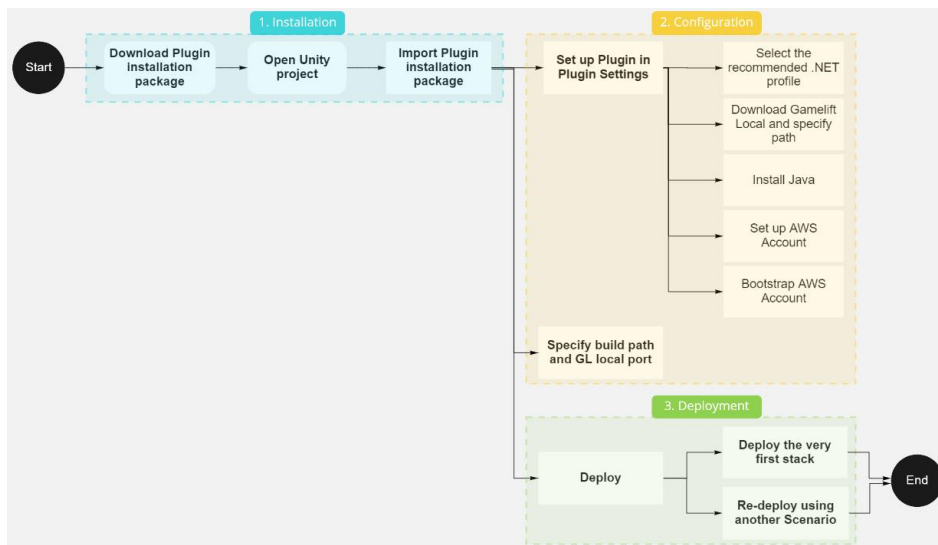 1. Installation
Start
Download Plugin
installation
package
Open Unity
project
Import Plugin
installation
package
2. Configuration
Set up Plugin in
Plugin Settings
Select the
recommended .NET
profile
Download Gamelift
Local and specify
path
Install Java
Set up AWS
Account
Bootstrap AWS
Account
Specify build path
and GL local port
3. Deployment
Deploy
Deploy the very
first stack
Re-deploy using
another Scenario
End